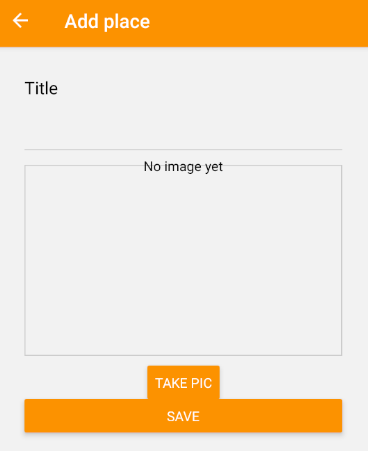 Add place
Title
No image yet
TAKE PIC
SAVE